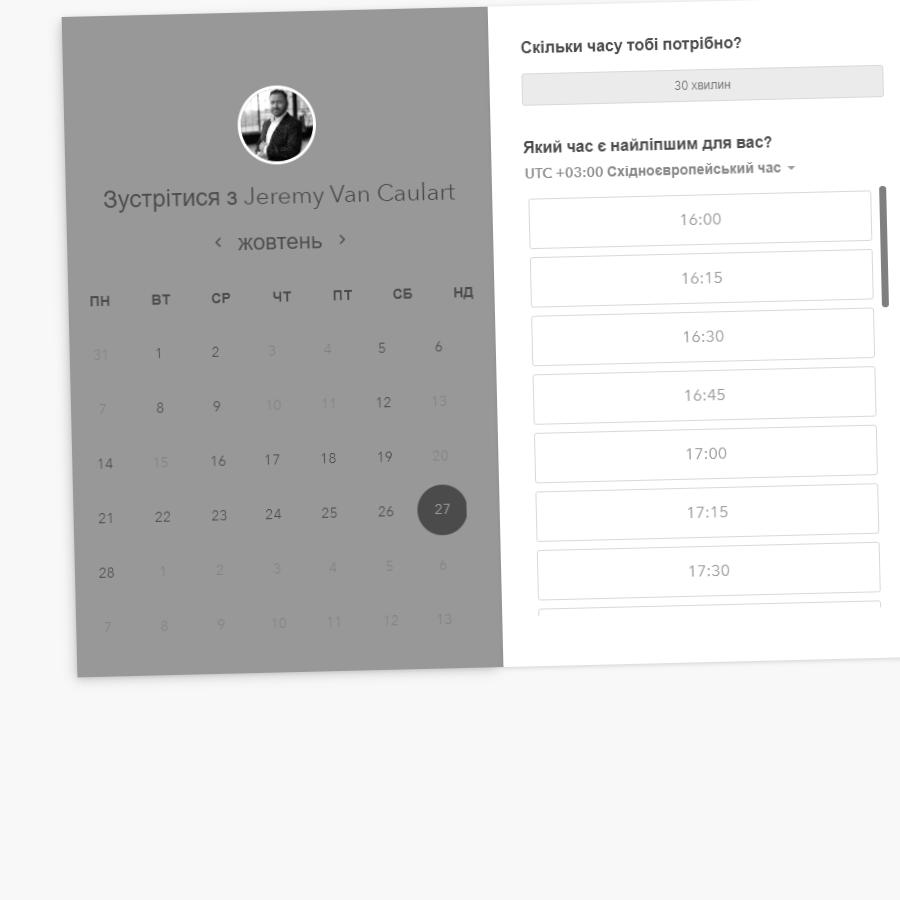 Зустрітися з Jeremy Van Caulart
жовтень
ПН ВТ СР ЧТ ПТ СБ НД
31 1 2 3 4 5 6
7 8 9 10 11 12 13
14 15 16 17 18 19 20
21 22 23 24 25 26 27
28 1 2 3 4 5 6
7 8 9 10 11 12 13
Скільки часу тобі потрібно?
30 хвилин
Який час є найліпшим для вас?
UTC +03:00 Східноєвропейський час
16:00
16:15
16:30
16:45
17:00
17:15
17:30